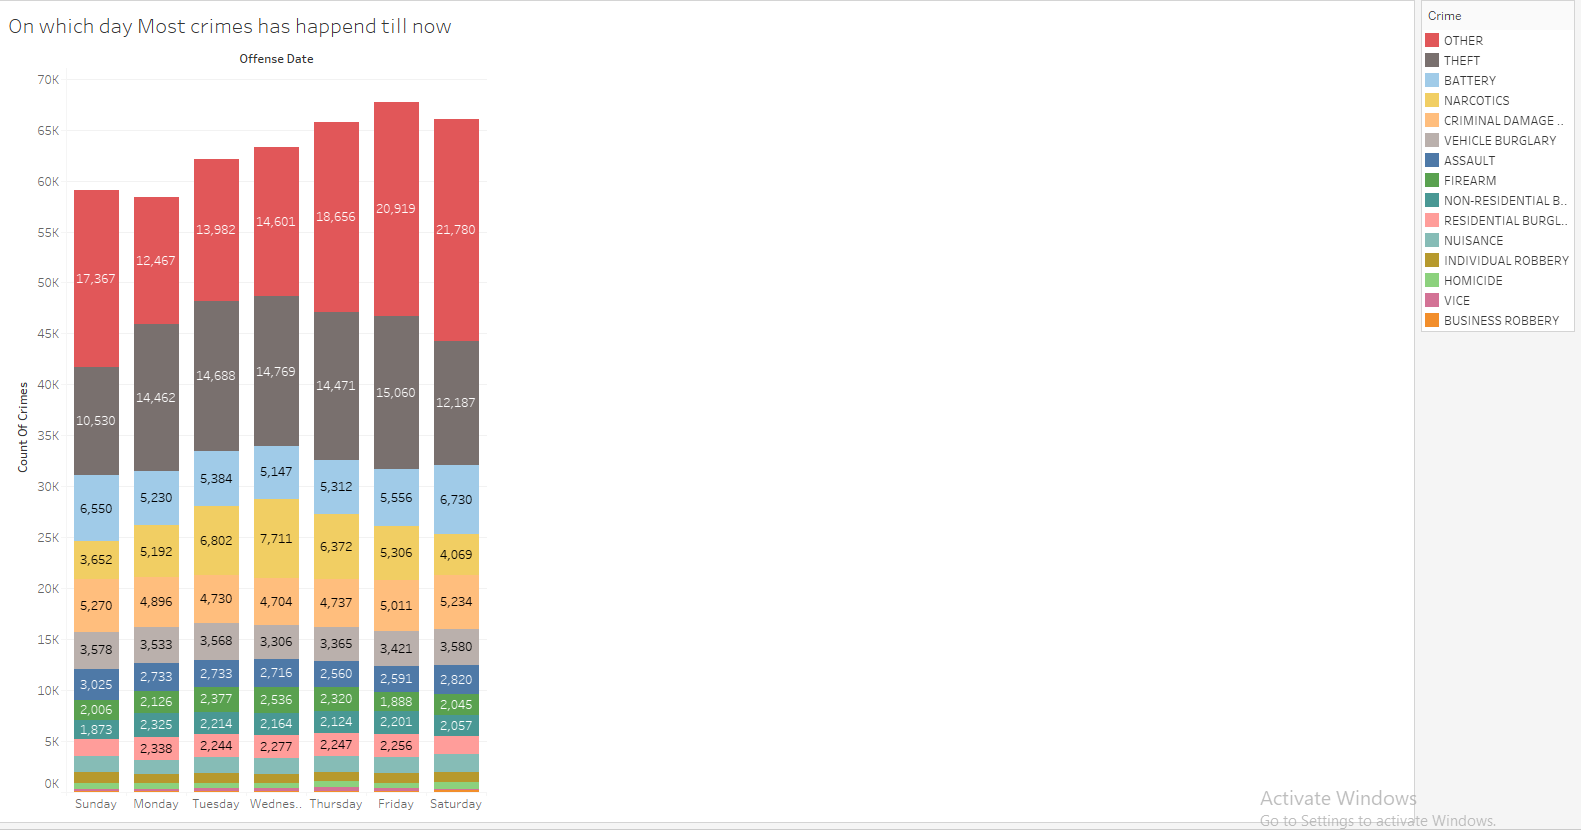 On which day Most crimes has happend till now
Offense Date
Count Of Crimes
70K
65K
60K
55K
50K
45K
40K
35K
30K
25K
20K
15K
10K
5K
0K
17,367
10,530
6,550
3,652
5,270
3,578
3,025
2,006
1,873
12,467
14,462
5,230
5,192
4,896
3,533
2,733
2,126
2,325
2,338
13,982
14,688
5,384
6,802
4,730
3,568
2,733
2,377
2,214
2,244
14,601
14,769
5,147
7,711
4,704
3,306
2,716
2,536
2,164
2,277
18,656
14,471
5,312
6,372
4,737
3,365
2,560
2,320
2,124
2,247
20,919
15,060
5,556
5,306
5,011
3,421
2,591
1,888
2,201
2,256
21,780
12,187
6,730
4,069
5,234
3,580
2,820
2,045
2,057
Sunday
Monday
Tuesday
Wednes..
Thursday
Friday
Saturday
Crime
OTHER
THEFT
BATTERY
NARCOTICS
CRIMINAL DAMAGE ..
VEHICLE BURGLARY
ASSAULT
FIREARM
NON-RESIDENTIAL B..
RESIDENTIAL BURGL..
NUISANCE
INDIVIDUAL ROBBERY
HOMICIDE
VICE
BUSINESS ROBBERY
Activate Windows
Go to Settings to activate Windows.